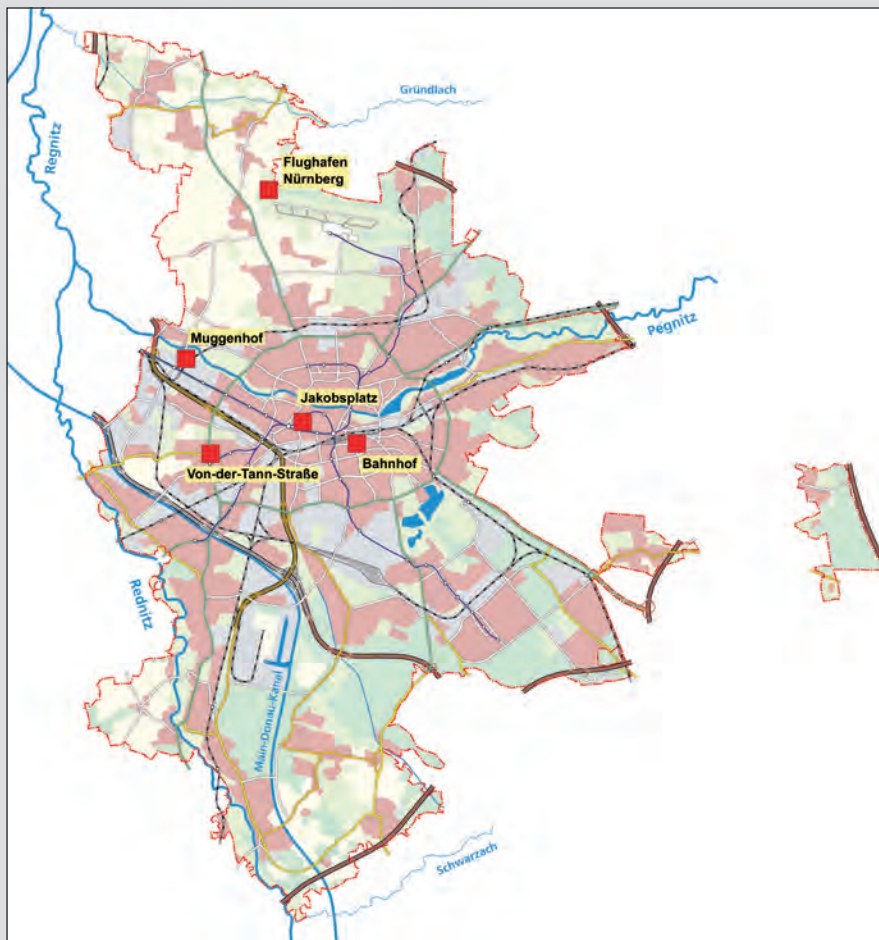 Gründlach
Regnitz
Flughafen
Nürnberg
Pegnitz
Muggenhof
Jakobsplatz
Bahnhof
Von-der-Tann-Straße
Rednitz
Main-Donau-Kanal
Schwarzach